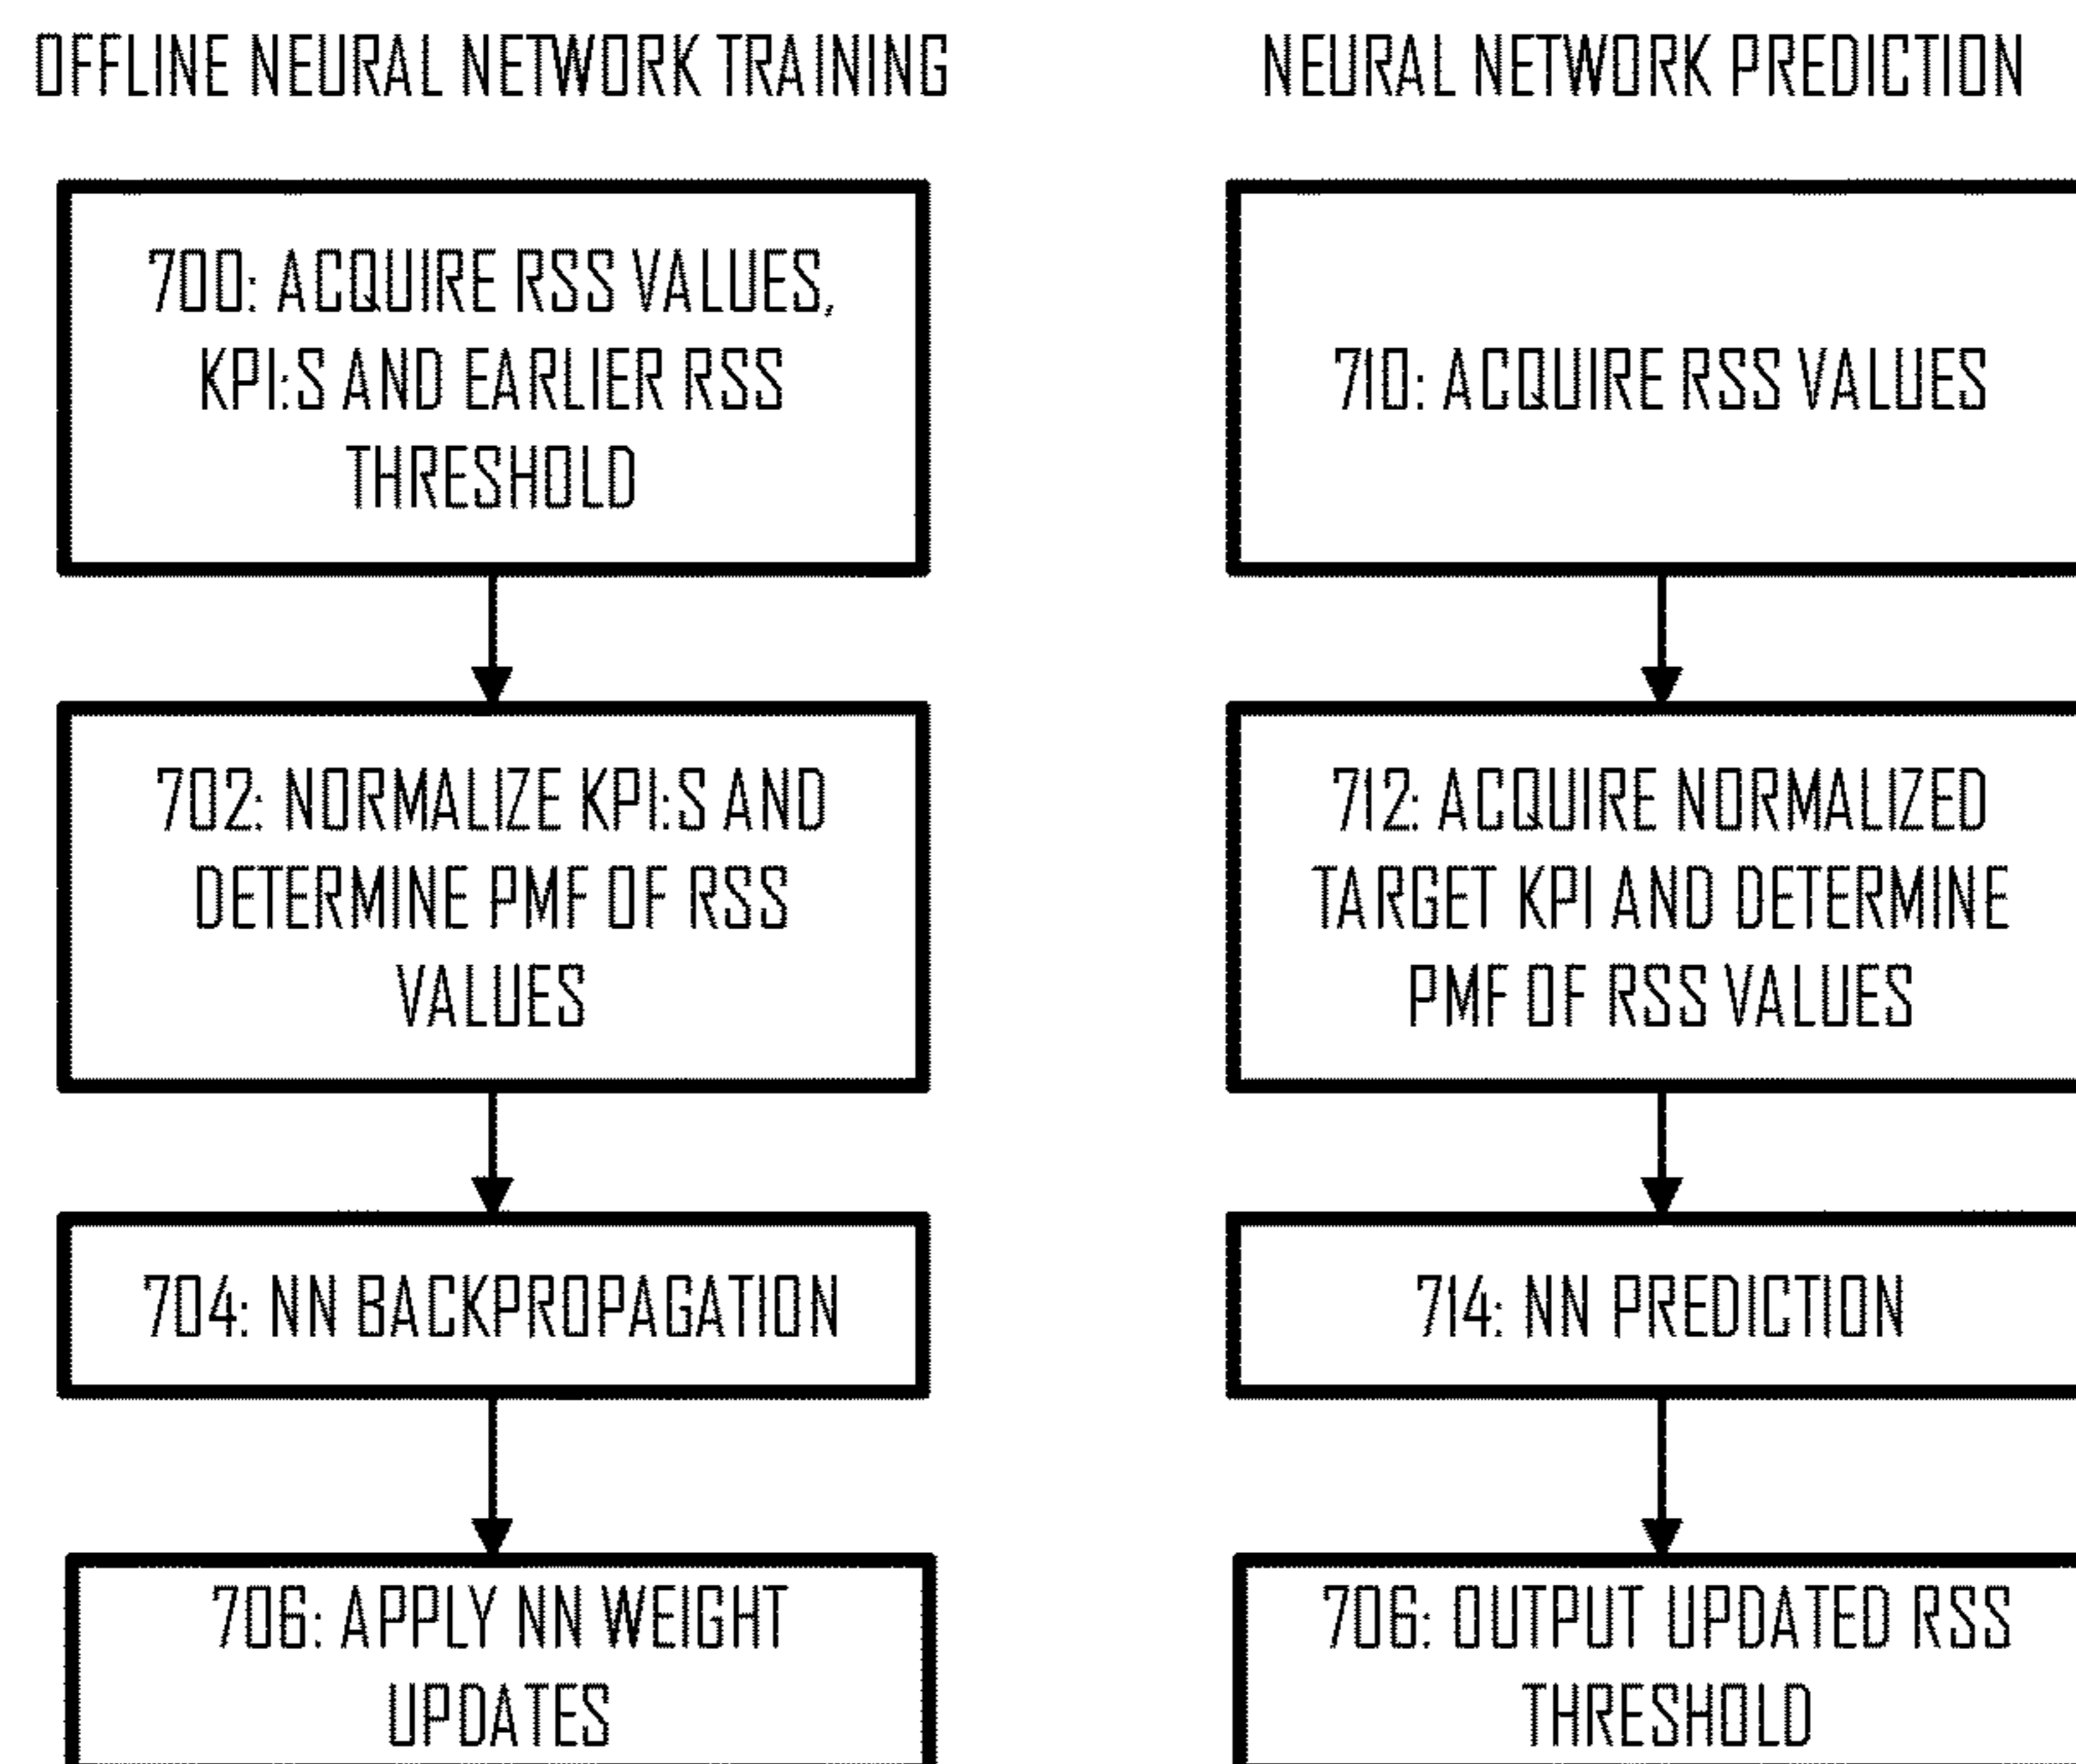 OFFLINE NEURAL NETWORK TRAINING
700: ACQUIRE RSS VALUES,
KPI:S AND EARLIER RSS
THRESHOLD
702: NORMALIZE KPI:S AND
DETERMINE PMF OF RSS
VALUES
704: NN BACKPROPAGATION
706: APPLY NN WEIGHT
UPDATES
NEURAL NETWORK PREDICTION
710: ACQUIRE RSS VALUES
712: ACQUIRE NORMALIZED
TARGET KPI AND DETERMINE
PMF OF RSS VALUES
714: NN PREDICTION
706: OUTPUT UPDATED RSS
THRESHOLD